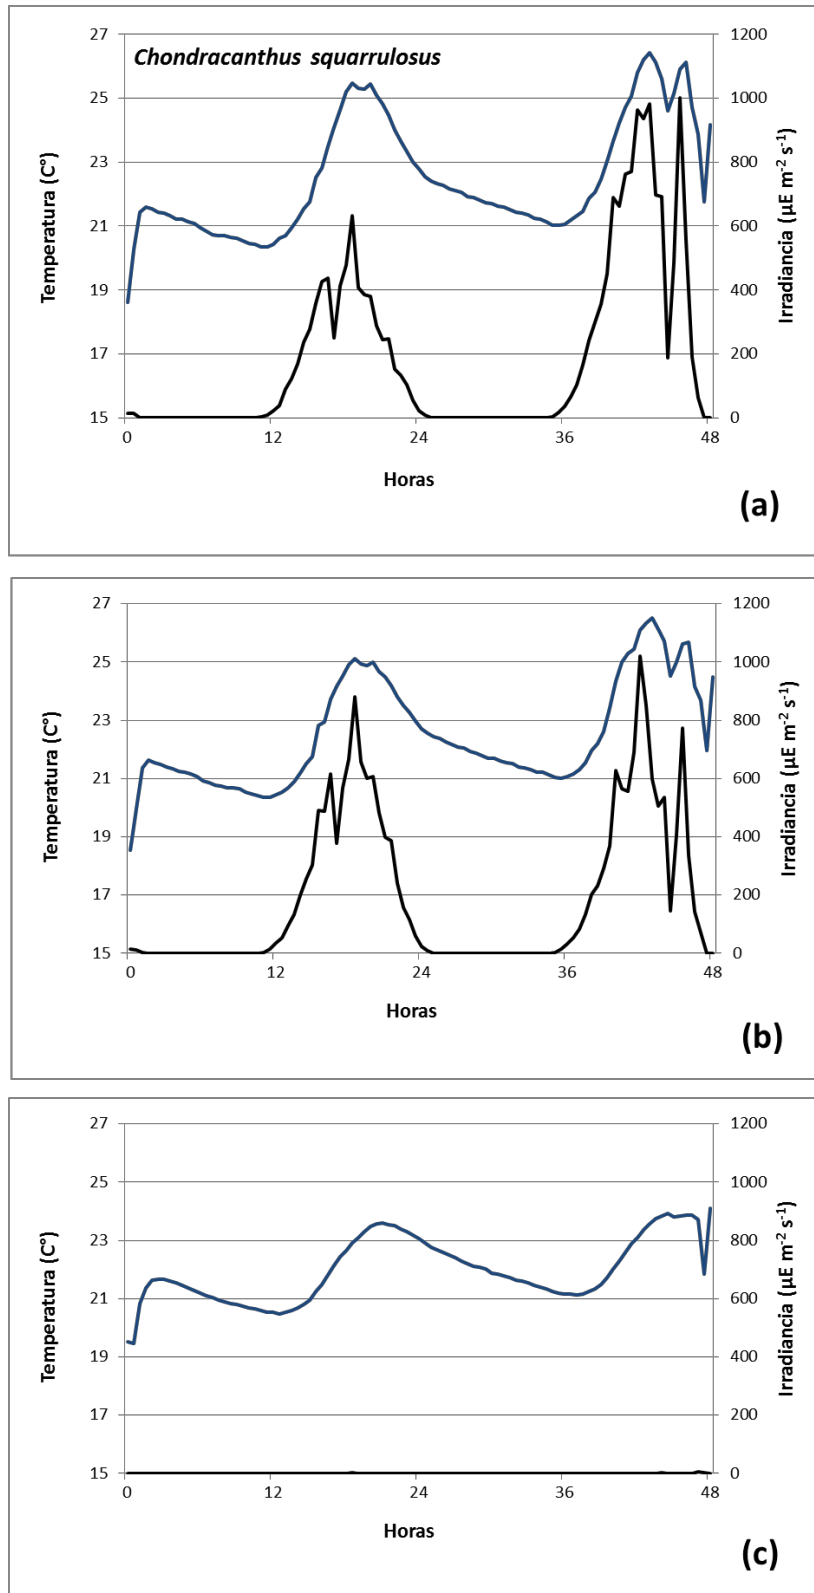 Chondracanthus squarrulosus
27
25
23
21
19
17
15
1200
1000
800
600
400
200
0
0 12 24 36 48
Temperatura (C°)
Irradiancia (µE m-2 s-1)
Horas
(a)
27
25
23
21
19
17
15
1200
1000
800
600
400
200
0
0 12 24 36 48
Temperatura (C°)
Irradiancia (µE m-2 s-1)
Horas
(b)
27
25
23
21
19
17
15
1200
1000
800
600
400
200
0
0 12 24 36 48
Temperatura (C°)
Irradiancia (µE m-2 s-1)
Horas
(c)